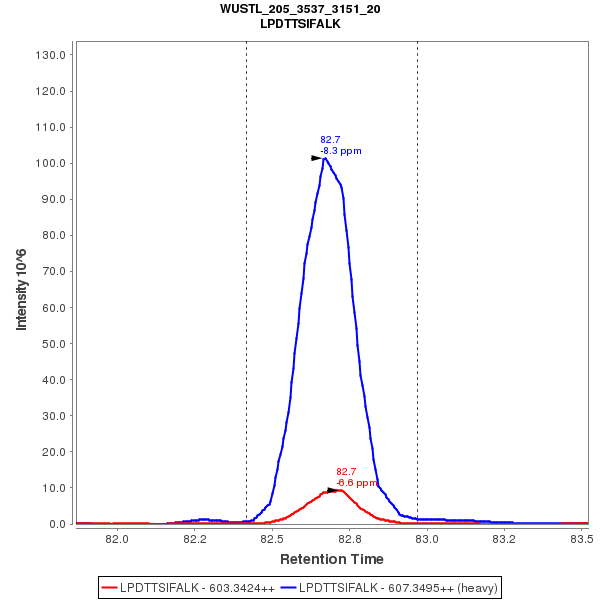 WUSTL_205_3537_3151_20
LPDTTSIFALK
130.0
120.0
110.0
100.0
90.0
80.0
70.0
60.0
50.0
40.0
30.0
20.0
10.0
0.0
Intensity 10^6
82.7
-8.3 ppm
82.7
-6.6 ppm
82.0 82.2 82.5 82.8 83.0 83.2 83.5
Retention Time
LPDTTSIFALK - 603.3424++ LPDTTSIFALK - 607.3495++ (heavy)